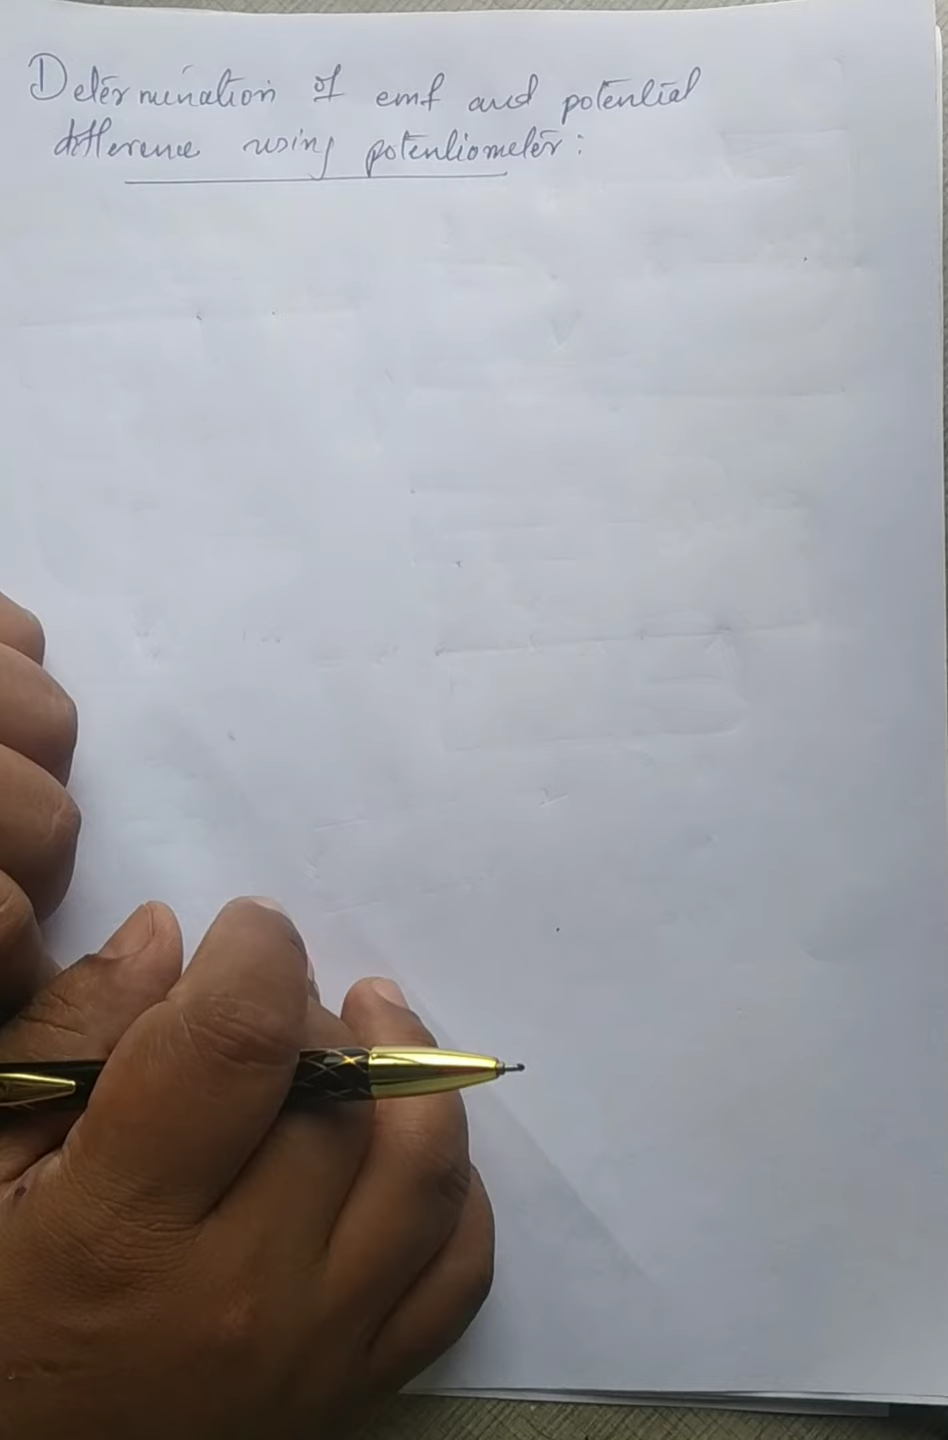 Determination of emf and potential
difference using potentiometer: